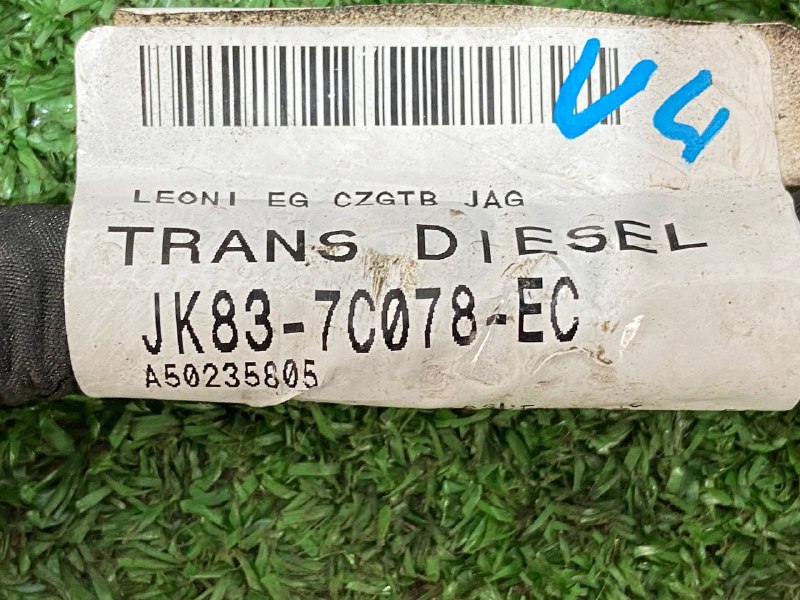 V4
LEONI EG CZGTB JAG
TRANS DIESEL
JK83-7C078-EC
A50235805